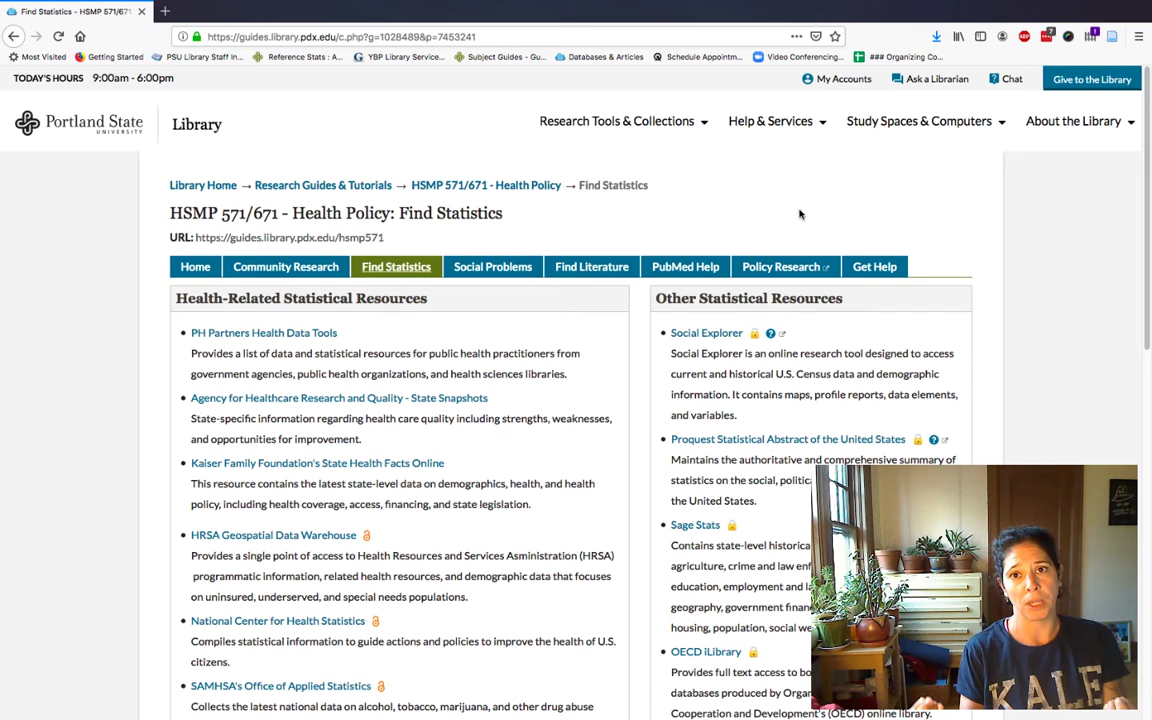 Find Statistics - HSMP 571/671
https://guides.library.pdx.edu/c.php?g=1028489&p=7453241
Most Visited Getting Started PSU Library Staff In... Reference Stats : A... YBP Library Service... Subject Guides - Gu... Databases & Articles Schedule Appointm... Video Conferencing... ### Organizing Co...
TODAY'S HOURS 9:00am - 6:00pm My Accounts Ask a Librarian Chat Give to the Library
Portland State
UNIVERSITY
Library
Research Tools & Collections Help & Services Study Spaces & Computers About the Library
Library Home → Research Guides & Tutorials → HSMP 571/671 - Health Policy → Find Statistics
HSMP 571/671 - Health Policy: Find Statistics
URL: https://guides.library.pdx.edu/hsmp571
Home Community Research Find Statistics Social Problems Find Literature PubMed Help Policy Research Get Help
Health-Related Statistical Resources
PH Partners Health Data Tools
Provides a list of data and statistical resources for public health practitioners from
government agencies, public health organizations, and health sciences libraries.
Agency for Healthcare Research and Quality - State Snapshots
State-specific information regarding health care quality including strengths, weaknesses,
and opportunities for improvement.
Kaiser Family Foundation's State Health Facts Online
This resource contains the latest state-level data on demographics, health, and health
policy, including health coverage, access, financing, and state legislation.
HRSA Geospatial Data Warehouse
Provides a single point of access to Health Resources and Services Asministration (HRSA)
programmatic information, related health resources, and demographic data that focuses
on uninsured, underserved, and special needs populations.
National Center for Health Statistics
Compiles statistical information to guide actions and policies to improve the health of U.S.
citizens.
SAMHSA's Office of Applied Statistics
Collects the latest national data on alcohol, tobacco, marijuana, and other drug abuse
Other Statistical Resources
Social Explorer
Social Explorer is an online research tool designed to access
current and historical U.S. Census data and demographic
information. It contains maps, profile reports, data elements,
and variables.
Proquest Statistical Abstract of the United States
Maintains the authoritative and comprehensive summary of
statistics on the social, politic
the United States.
Sage Stats
Contains state-level historica
agriculture, crime and law enf
education, employment and la
geography, government finan
housing, population, social we
OECD iLibrary
Provides full text access to bo
databases produced by Organ
Cooperation and Development's (OECD) online library.
KALE